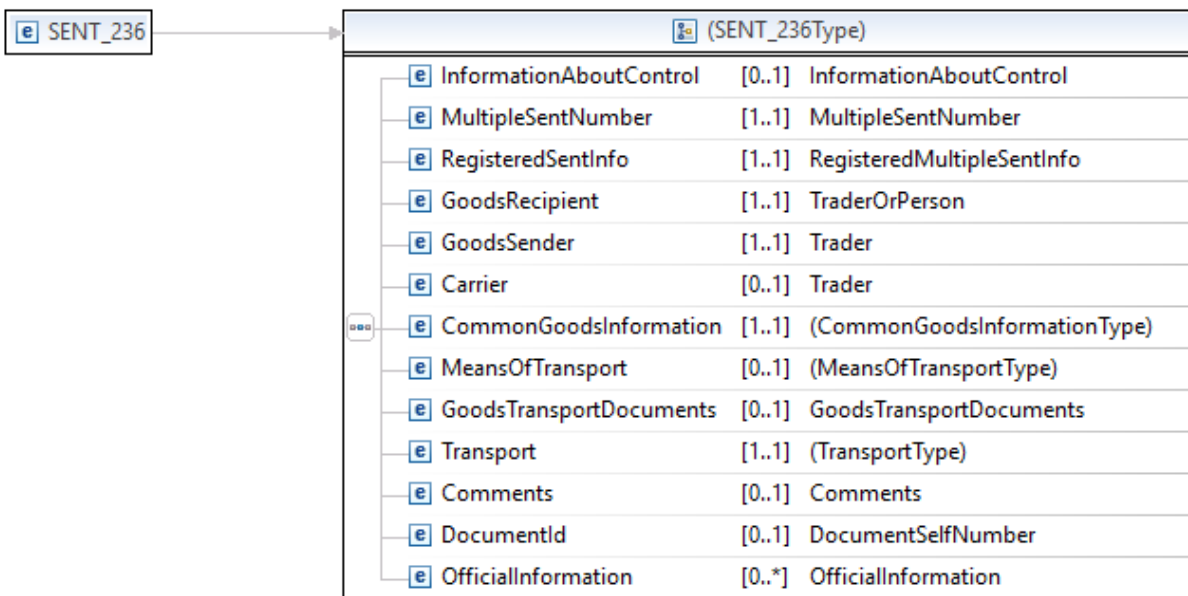 e SENT_236
(SENT_236Type)
e InformationAboutControl [0..1] InformationAboutControl
e MultipleSentNumber [1..1] MultipleSentNumber
e RegisteredSentInfo [1..1] RegisteredMultipleSentInfo
e GoodsRecipient [1..1] TraderOrPerson
e GoodsSender [1..1] Trader
e Carrier [0..1] Trader
e CommonGoodsInformation [1..1] (CommonGoodsInformationType)
e MeansOfTransport [0..1] (MeansOfTransportType)
e GoodsTransportDocuments [0..1] GoodsTransportDocuments
e Transport [1..1] (TransportType)
e Comments [0..1] Comments
e DocumentId [0..1] DocumentSelfNumber
e OfficialInformation [0..*] OfficialInformation